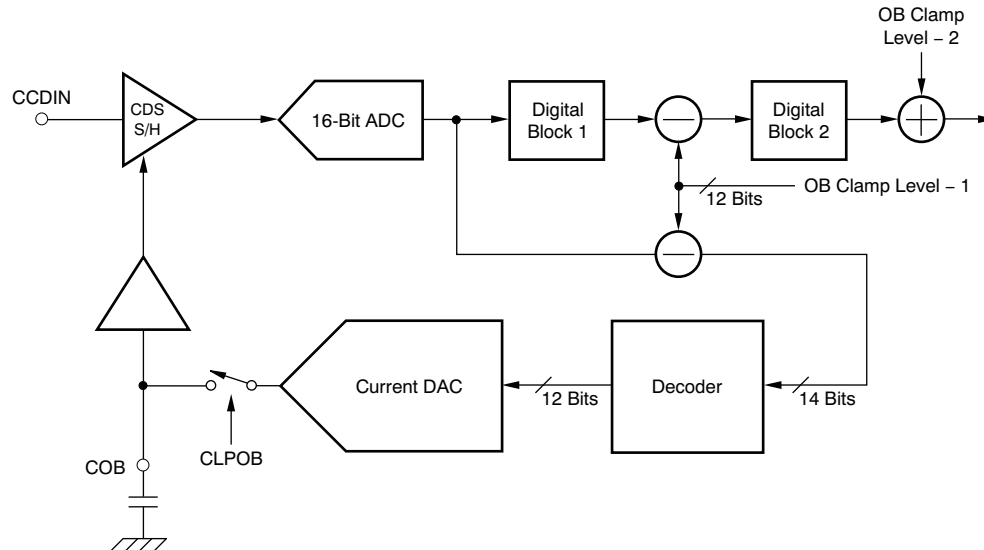 OB Clamp
Level – 2
CCDIN
CDS
S/H
16-Bit ADC
Digital
Block 1
Digital
Block 2
OB Clamp Level – 1
12 Bits
Current DAC
12 Bits
Decoder
14 Bits
CLPOB
COB